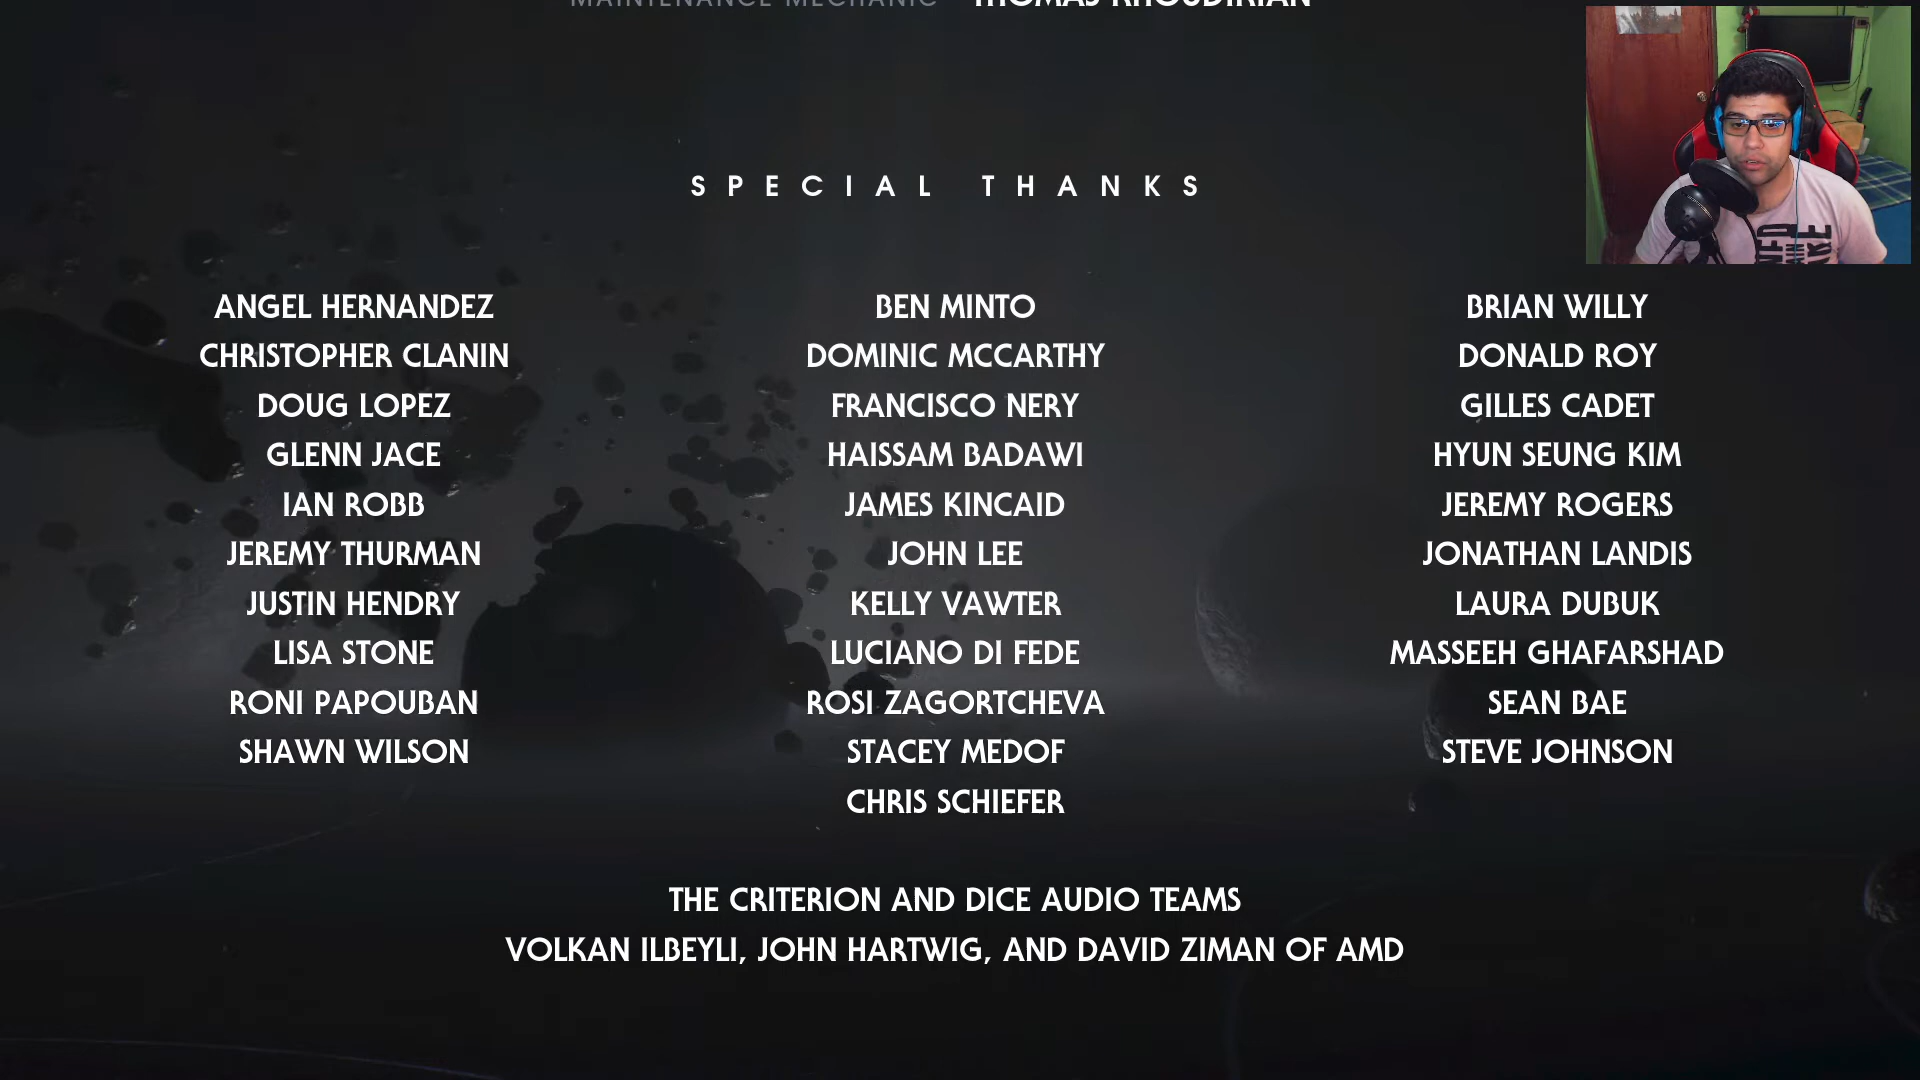 MAINTENANCE MECHANIC THOMAS KHOUDIRIAN
SPECIAL THANKS
ANGEL HERNANDEZ BEN MINTO BRIAN WILLY
CHRISTOPHER CLANIN DOMINIC MCCARTHY DONALD ROY
DOUG LOPEZ FRANCISCO NERY GILLES CADET
GLENN JACE HAISSAM BADAWI HYUN SEUNG KIM
IAN ROBB JAMES KINCAID JEREMY ROGERS
JEREMY THURMAN JOHN LEE JONATHAN LANDIS
JUSTIN HENDRY KELLY VAWTER LAURA DUBUK
LISA STONE LUCIANO DI FEDE MASSEEH GHAFARSHAD
RONI PAPOUBAN ROSI ZAGORTCHEVA SEAN BAE
SHAWN WILSON STACEY MEDOF STEVE JOHNSON
CHRIS SCHIEFER
THE CRITERION AND DICE AUDIO TEAMS
VOLKAN ILBEYLI, JOHN HARTWIG, AND DAVID ZIMAN OF AMD